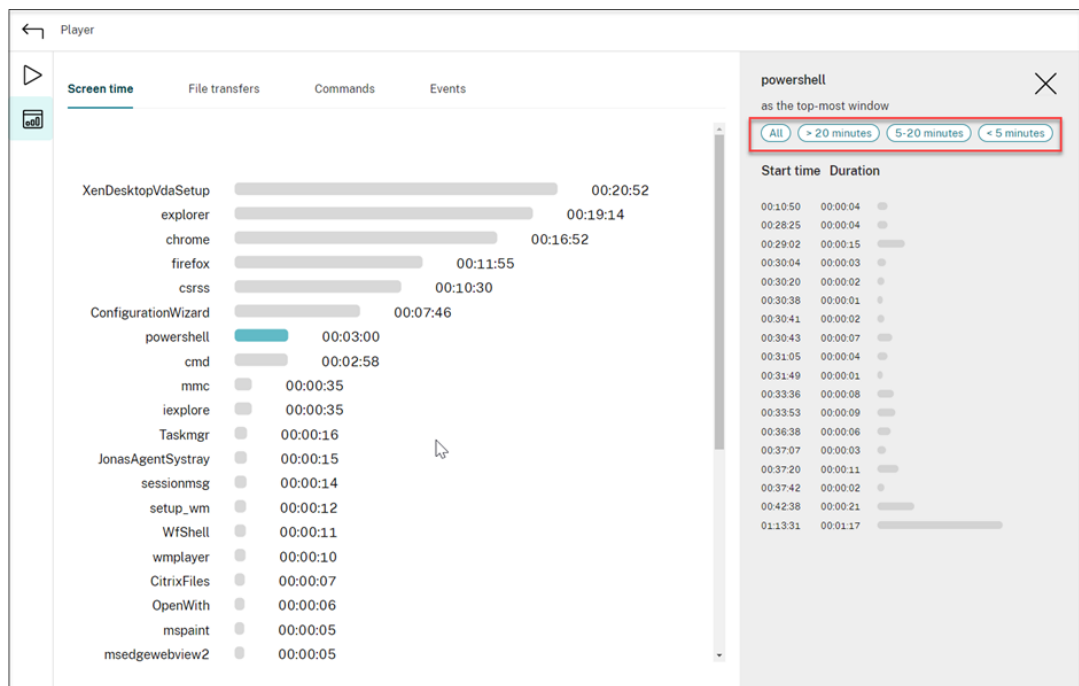 Player
Screen time File transfers Commands Events
XenDesktopVdaSetup 00:20:52
explorer 00:19:14
chrome 00:16:52
firefox 00:11:55
csrss 00:10:30
ConfigurationWizard 00:07:46
powershell 00:03:00
cmd 00:02:58
mmc 00:00:35
iexplore 00:00:35
Taskmgr 00:00:16
JonasAgentSystray 00:00:15
sessionmsg 00:00:14
setup_wm 00:00:12
WfShell 00:00:11
wmplayer 00:00:10
CitrixFiles 00:00:07
OpenWith 00:00:06
mspaint 00:00:05
msedgewebview2 00:00:05
powershell
as the top-most window
All > 20 minutes 5-20 minutes < 5 minutes
Start time Duration
00:10:50 00:00:04
00:28:25 00:00:04
00:29:02 00:00:15
00:30:04 00:00:03
00:30:20 00:00:02
00:30:38 00:00:01
00:30:41 00:00:02
00:30:43 00:00:07
00:31:05 00:00:04
00:31:49 00:00:01
00:33:36 00:00:08
00:33:53 00:00:09
00:36:38 00:00:06
00:37:07 00:00:03
00:37:20 00:00:11
00:37:42 00:00:02
00:42:38 00:00:21
01:13:31 00:01:17